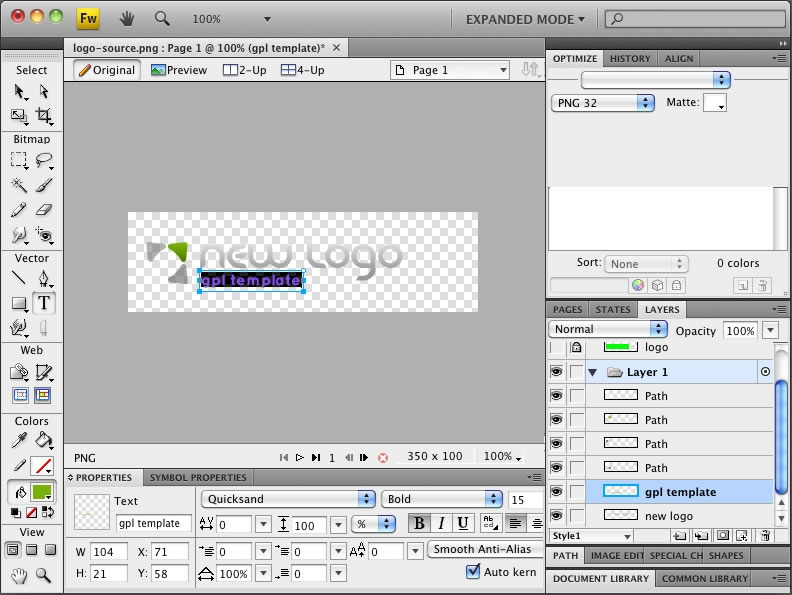 Fw 100% EXPANDED MODE
logo-source.png : Page 1 @ 100% (gpl template)*
Original Preview 2-Up 4-Up Page 1
Select
Bitmap
Vector
T
Web
Colors
View
new logo
gpl template
PNG 1 350 x 100 100%
PROPERTIES SYMBOL PROPERTIES
Text Quicksand Bold 15
gpl template 0 100 % B I U
W 104 X: 71 0 0 0 Smooth Anti-Alias
H: 21 Y: 58 100% 0 Auto kern
OPTIMIZE HISTORY ALIGN
PNG 32 Matte:
Sort: None 0 colors
PAGES STATES LAYERS
Normal Opacity 100%
logo
Layer 1
Path
Path
Path
Path
gpl template
new logo
Style1
PATH IMAGE EDIT SPECIAL CH SHAPES
DOCUMENT LIBRARY COMMON LIBRARY